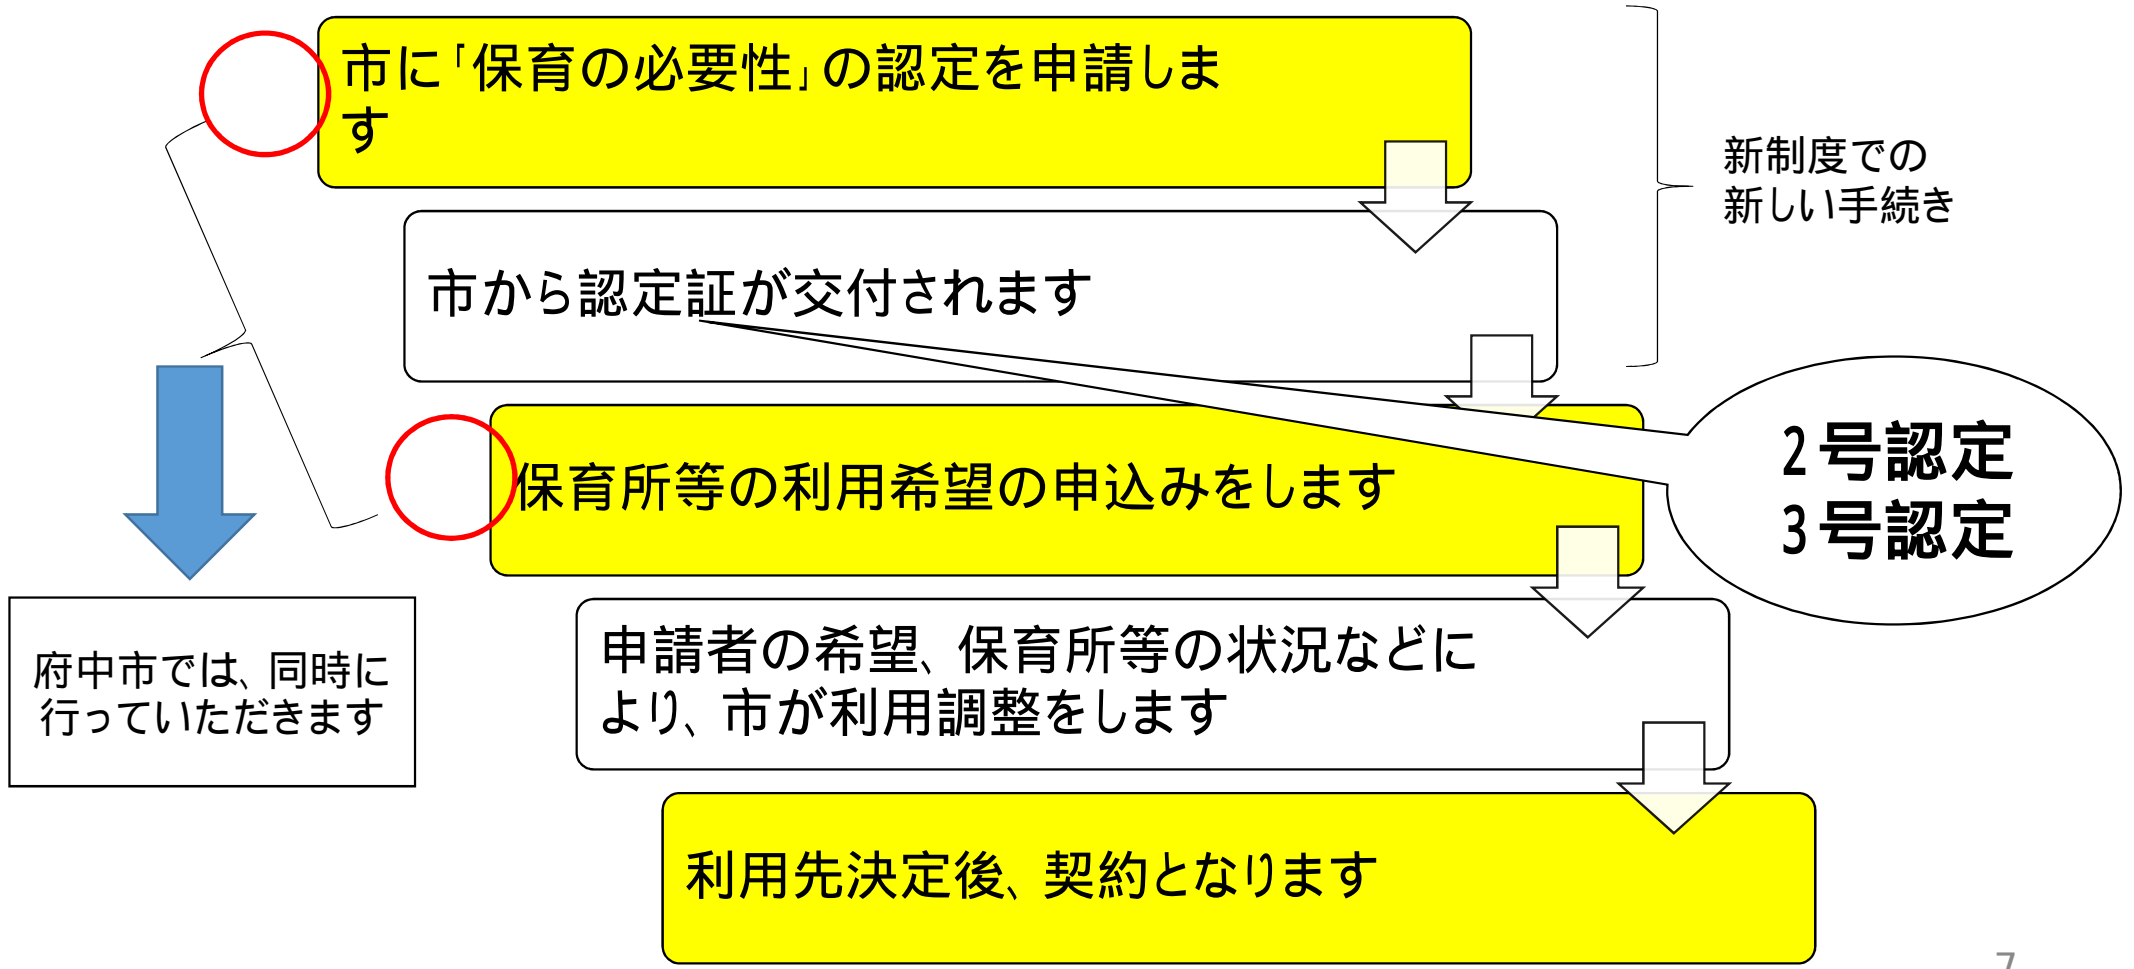 市に「保育の必要性」の認定を申請しま
す
新制度での
新しい手続き
市から認定証が交付されます
2号認定
3号認定
保育所等の利用希望の申込みをします
申請者の希望、保育所等の状況などに
より、市が利用調整をします
府中市では、同時に
行っていただきます
利用先決定後、契約となります
7